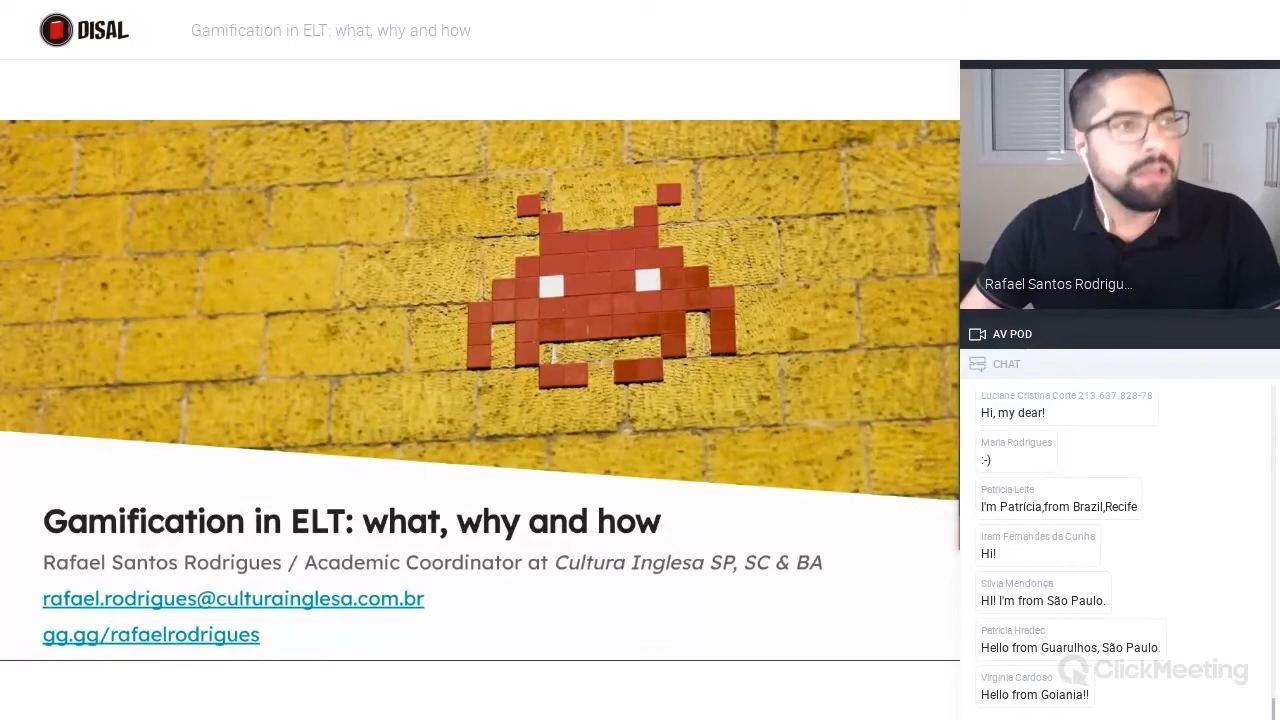 DISAL
Gamification in ELT: what, why and how
Rafael Santos Rodrigu...
AV POD
CHAT
Luciane Cristina Corte 213.637.828-78
Hi, my dear!
Maria Rodrigues
:-)
Patricia Leite
I'm Patrícia,from Brazil,Recife
Iram Fernandes da Cunha
Hi!
Silvia Mendonça
HI! I'm from São Paulo.
Patricia Hradec
Hello from Guarulhos, São Paulo.
Virginia Cardoso
Hello from Goiania!!
ClickMeeting
Gamification in ELT: what, why and how
Rafael Santos Rodrigues / Academic Coordinator at Cultura Inglesa SP, SC & BA
rafael.rodrigues@culturainglesa.com.br
gg.gg/rafaelrodrigues